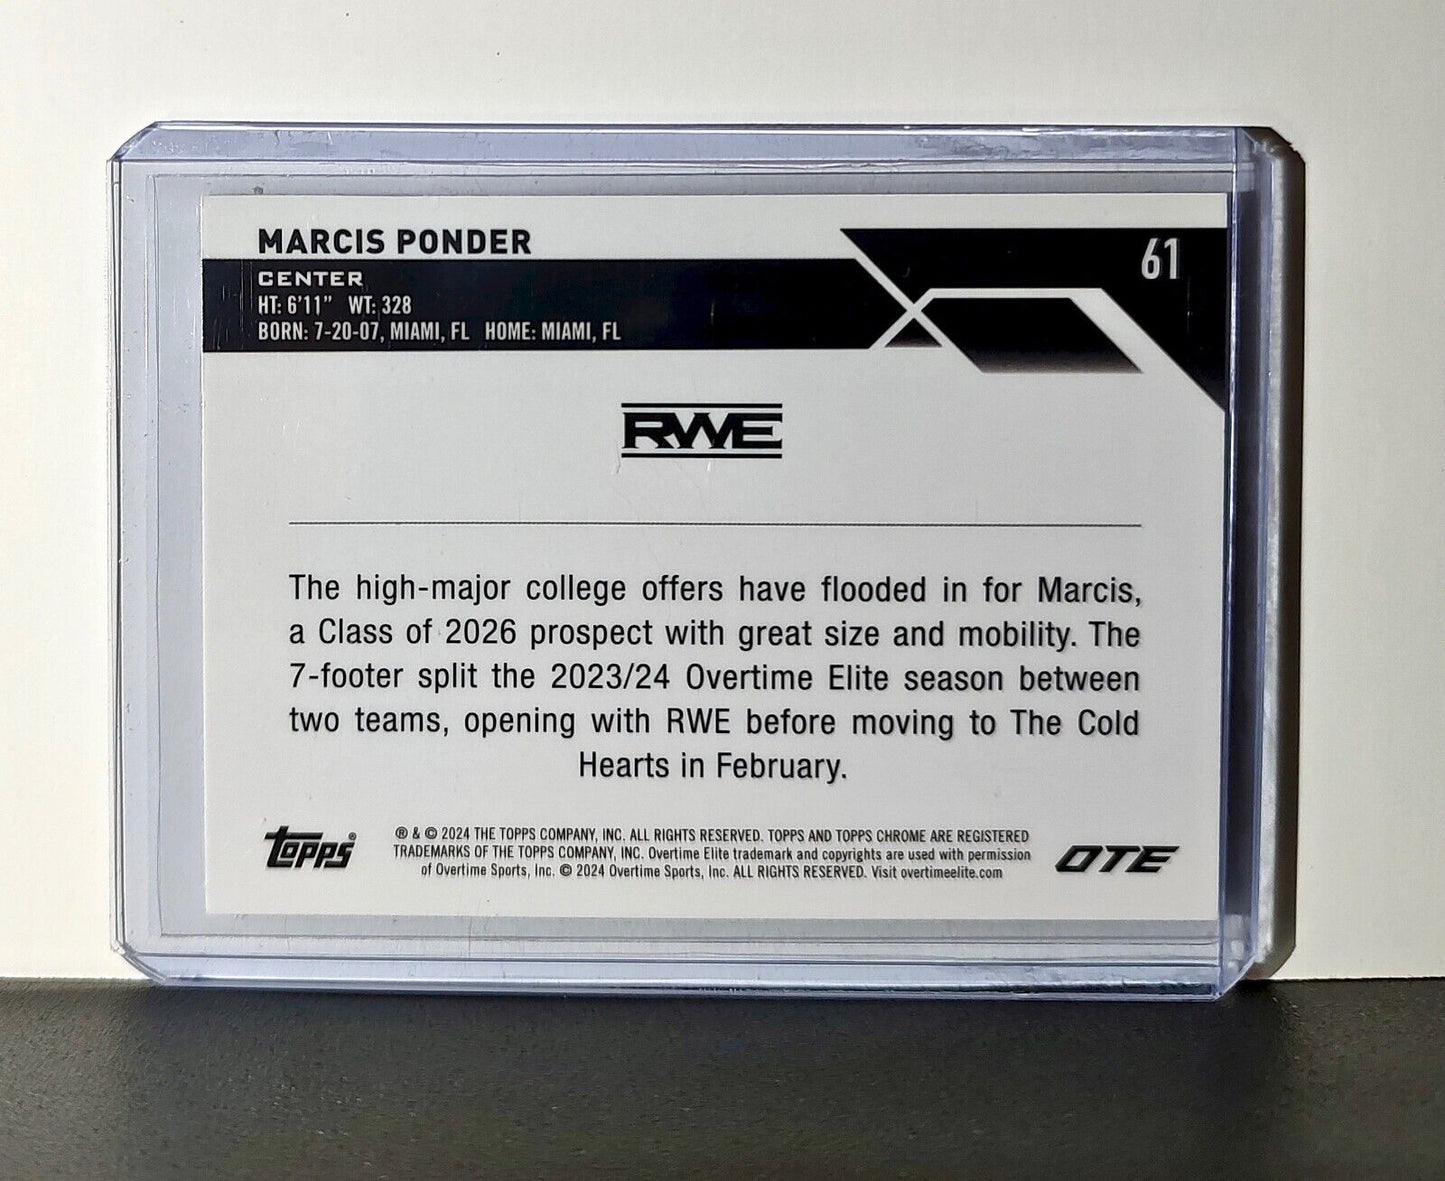 MARCIS PONDER
61
CENTER
HT: 6'11" WT: 328
BORN: 7-20-07, MIAMI, FL HOME: MIAMI, FL
RWE
The high-major college offers have flooded in for Marcis,
a Class of 2026 prospect with great size and mobility. The
7-footer split the 2023/24 Overtime Elite season between
two teams, opening with RWE before moving to The Cold
Hearts in February.
Topps®
® & © 2024 THE TOPPS COMPANY, INC. ALL RIGHTS RESERVED. TOPPS AND TOPPS CHROME ARE REGISTERED
TRADEMARKS OF THE TOPPS COMPANY, INC. Overtime Elite trademark and copyrights are used with permission
of Overtime Sports, Inc. © 2024 Overtime Sports, Inc. ALL RIGHTS RESERVED. Visit overtimeelite.com
OTE